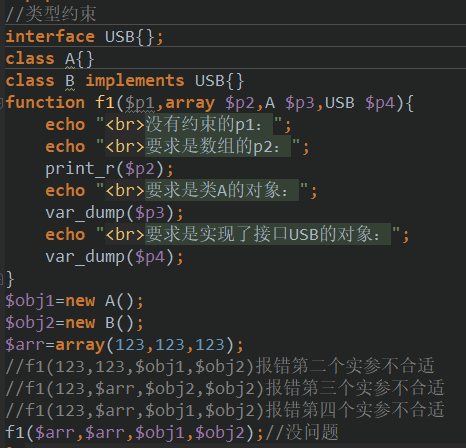 //类型约束
interface USB{};
class A{}
class B implements USB{}
function f1($p1,array $p2,A $p3,USB $p4){
    echo "<br>没有约束的p1：";
    echo "<br>要求是数组的p2：";
    print_r($p2);
    echo "<br>要求是类A的对象：";
    var_dump($p3);
    echo "<br>要求是实现了接口USB的对象：";
    var_dump($p4);
}
$obj1=new A();
$obj2=new B();
$arr=array(123,123,123);
//f1(123,123,$obj1,$obj2)报错第二个实参不合适
//f1(123,$arr,$obj2,$obj2)报错第三个实参不合适
//f1(123,$arr,$obj1,$obj2)报错第四个实参不合适
f1($arr,$arr,$obj1,$obj2);//没问题